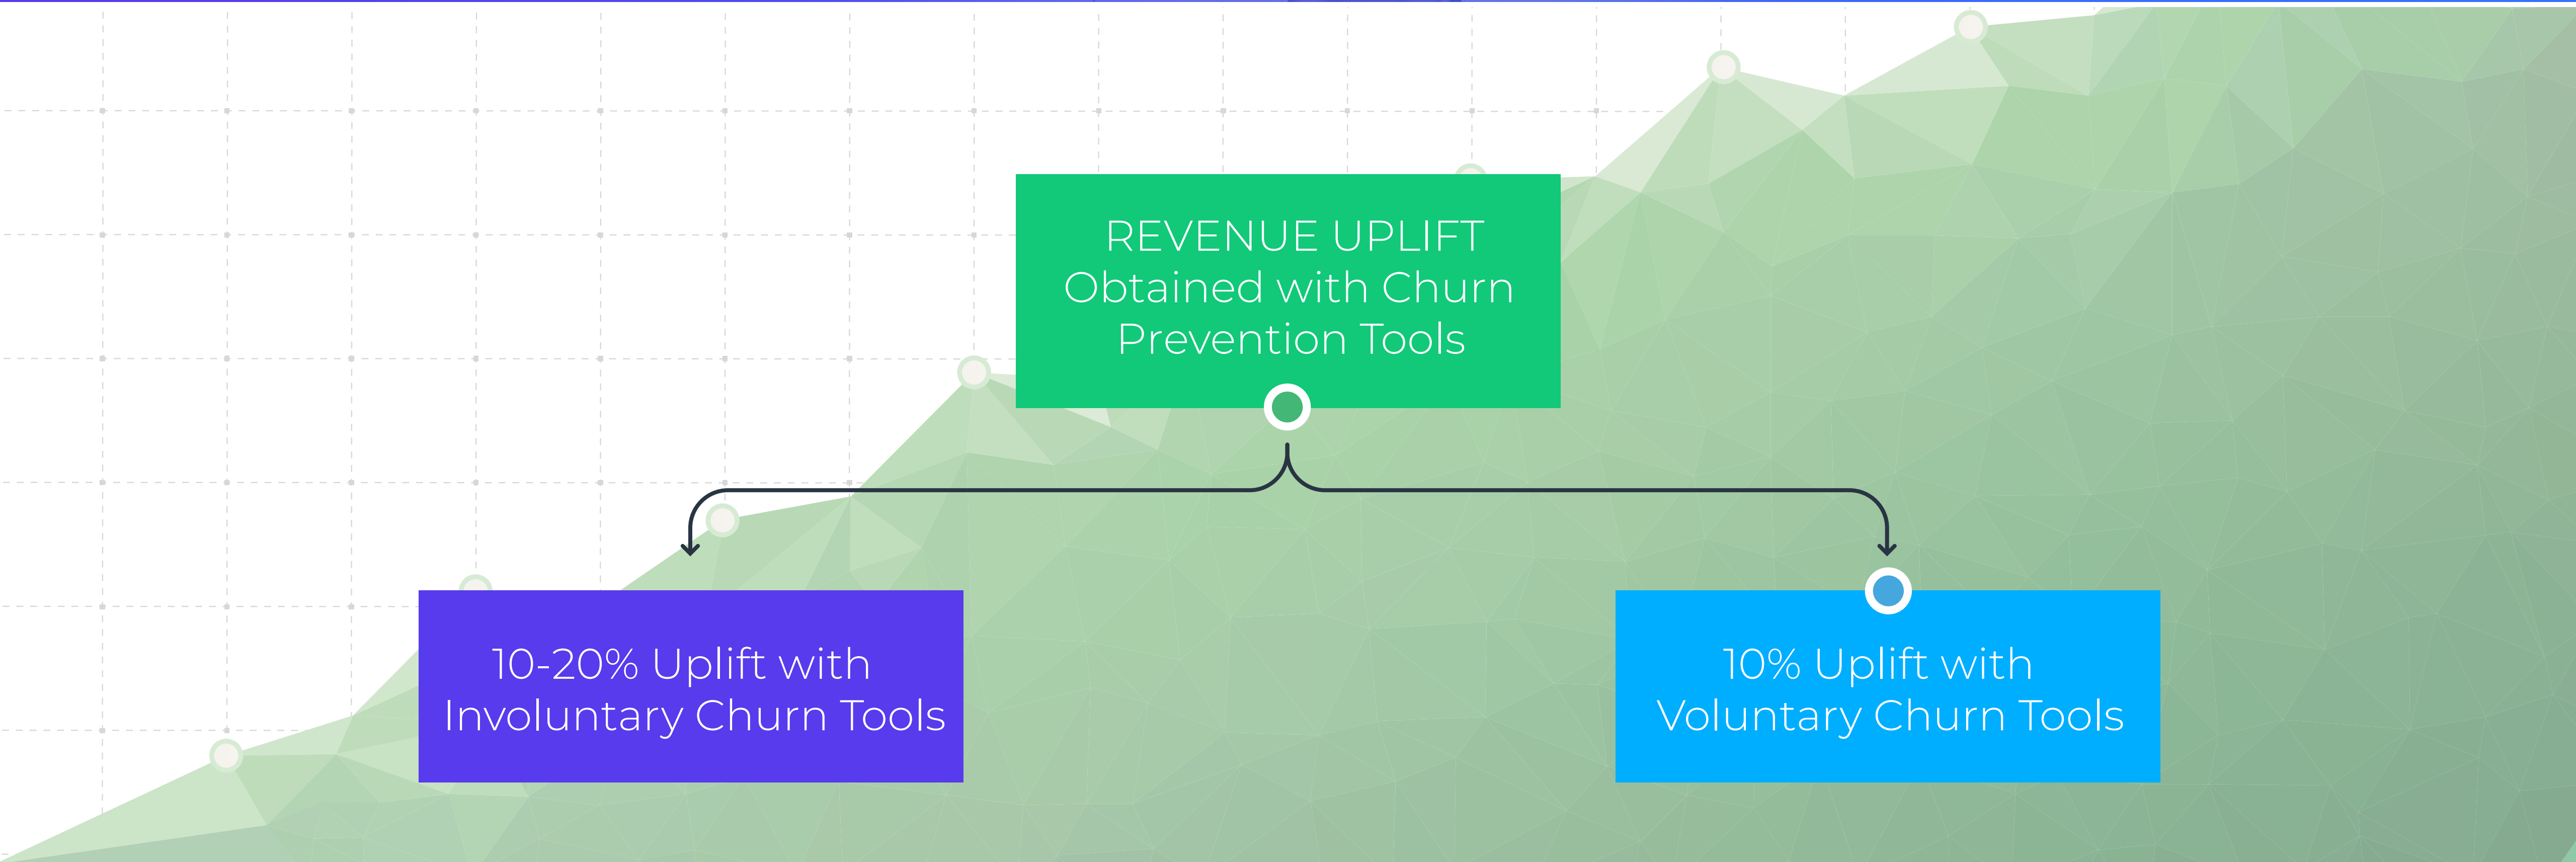 REVENUE UPLIFT
Obtained with Churn
Prevention Tools
10-20% Uplift with
Involuntary Churn Tools
10% Uplift with
Voluntary Churn Tools